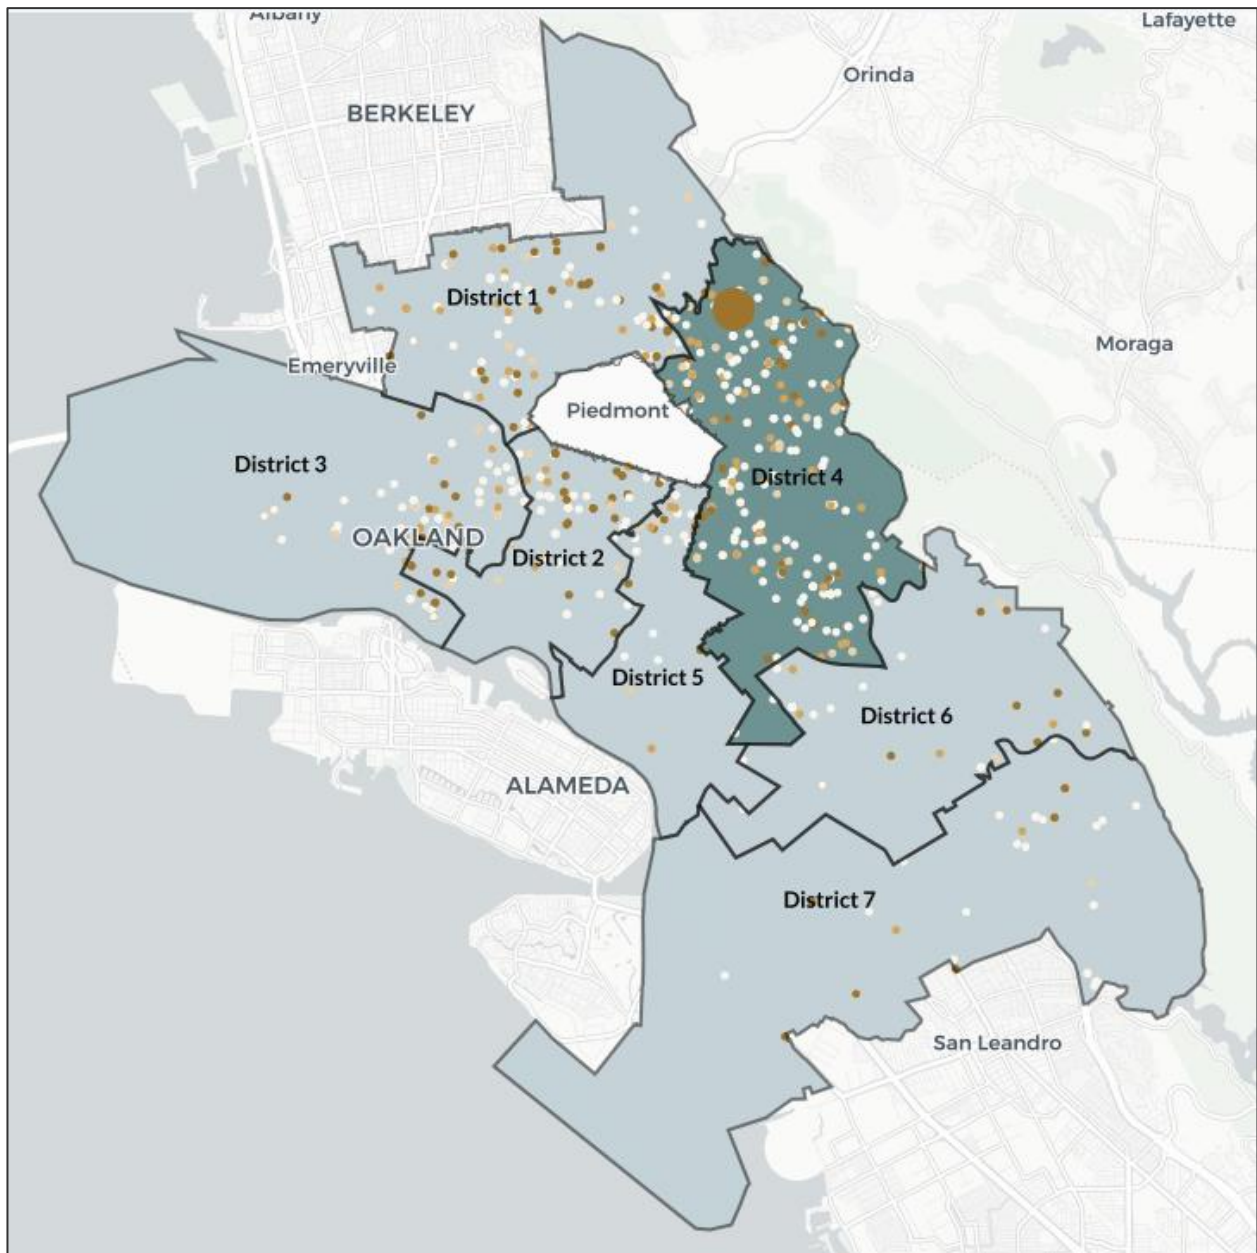 Albany
Lafayette
Orinda
BERKELEY
District 1
Moraga
Emeryville
Piedmont
District 3
District 4
OAKLAND
District 2
District 5
District 6
ALAMEDA
District 7
San Leandro